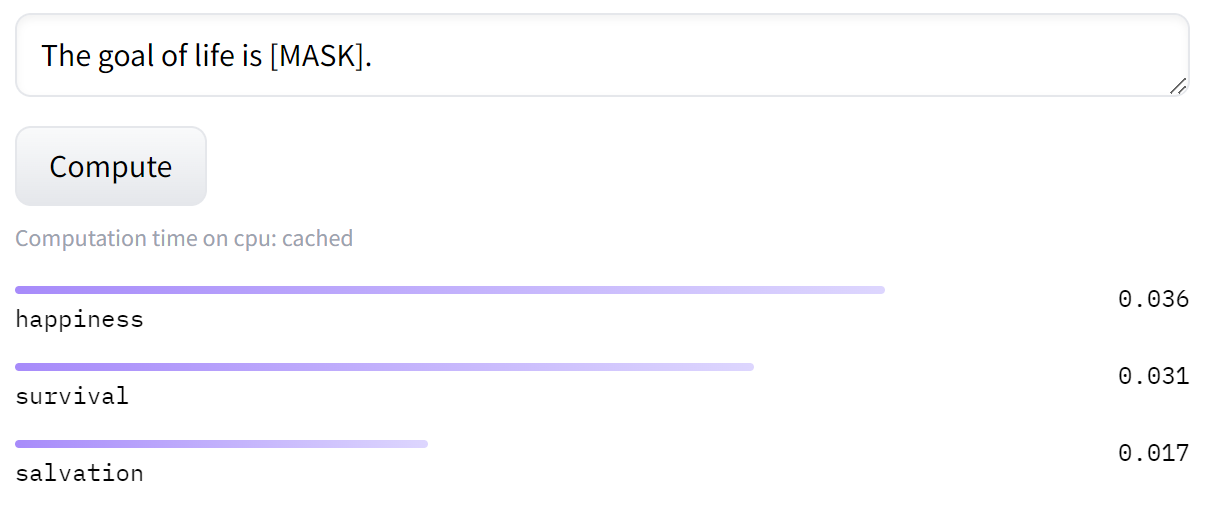 The goal of life is [MASK].
Compute
Computation time on cpu: cached
0.036
happiness
0.031
survival
0.017
salvation